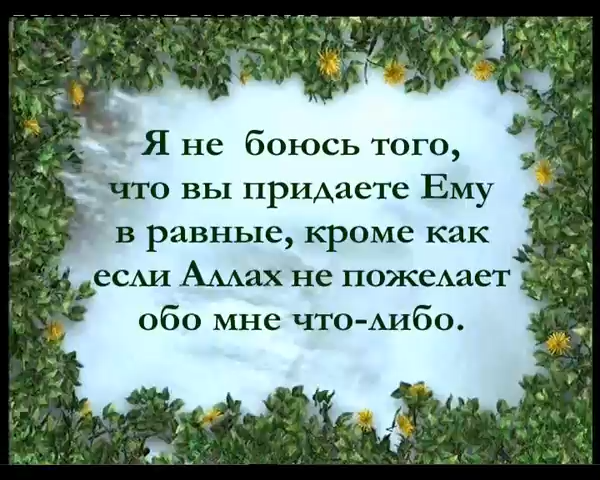 Я не боюсь того,
что вы придаете Ему
в равные, кроме как
если Аллах не пожелает
обо мне что-либо.